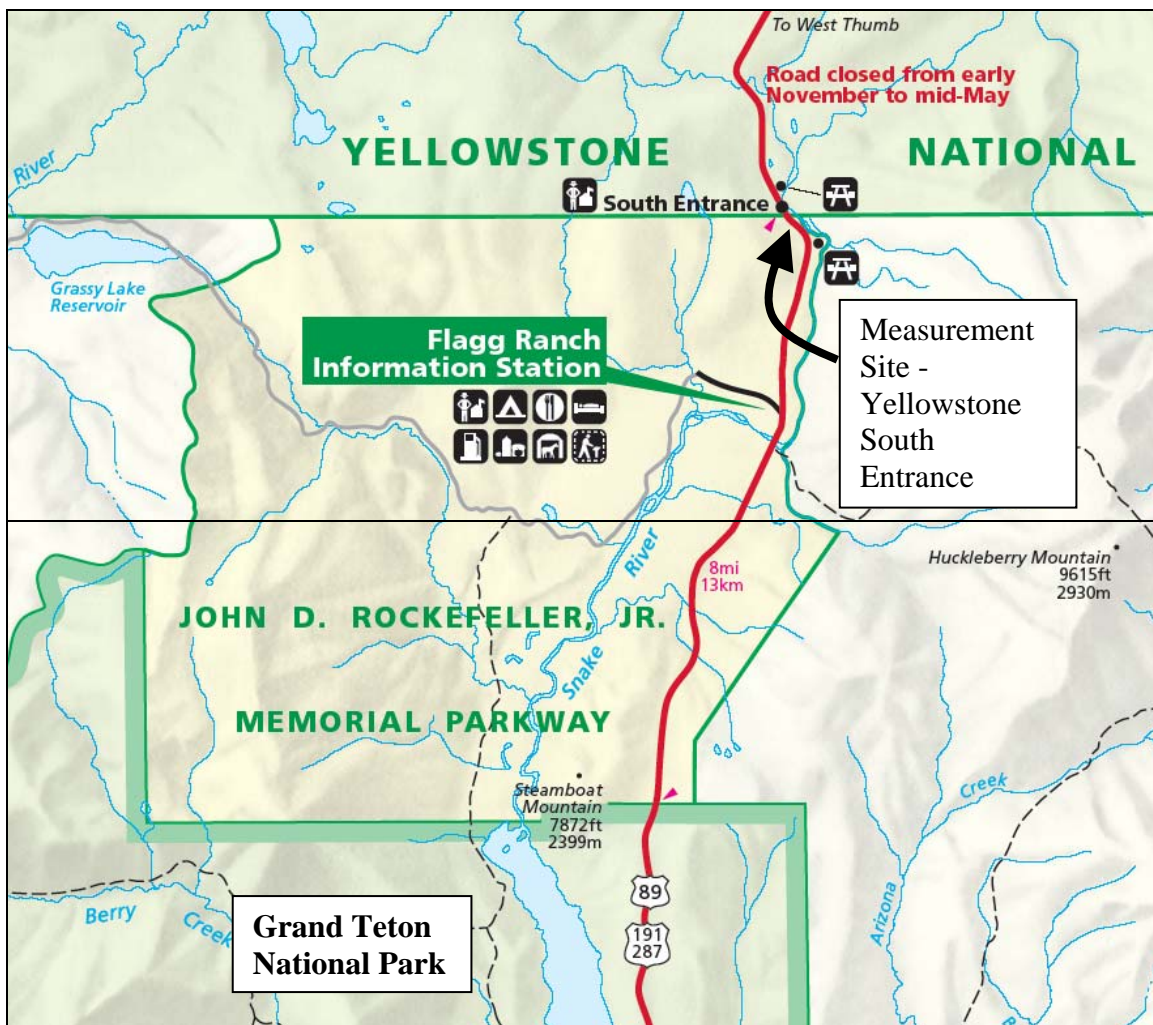 To West Thumb
Road closed from early
November to mid-May
YELLOWSTONE NATIONAL
River
South Entrance
Grassy Lake
Reservoir
Flagg Ranch
Information Station
Measurement
Site -
Yellowstone
South
Entrance
River
Huckleberry Mountain
9615ft
2930m
8mi
13km
JOHN D. ROCKEFELLER, JR.
Snake
MEMORIAL PARKWAY
Steamboat
Mountain
7872ft
2399m
Creek
89
191
287
Arizona
Berry
Creek
Grand Teton
National Park